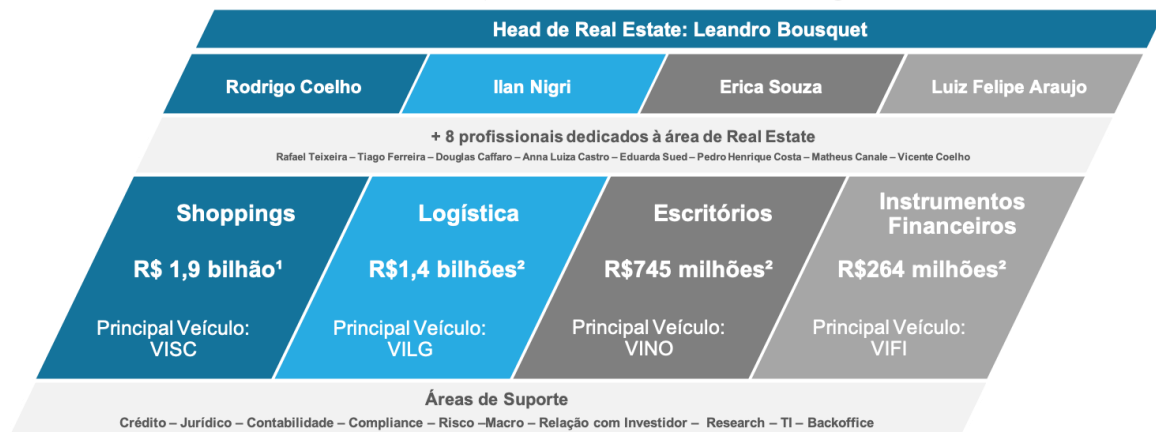 Head de Real Estate: Leandro Bousquet
Rodrigo Coelho
Ilan Nigri
Erica Souza
Luiz Felipe Araujo
+ 8 profissionais dedicados à área de Real Estate
Rafael Teixeira – Tiago Ferreira – Douglas Caffaro – Anna Luiza Castro – Eduarda Sued – Pedro Henrique Costa – Matheus Canale – Vicente Coelho
Shoppings
R$ 1,9 bilhão¹
Principal Veículo:
VISC
Logística
R$1,4 bilhões²
Principal Veículo:
VILG
Escritórios
R$745 milhões²
Principal Veículo:
VINO
Instrumentos
Financeiros
R$264 milhões²
Principal Veículo:
VIFI
Áreas de Suporte
Crédito – Jurídico – Contabilidade – Compliance – Risco –Macro – Relação com Investidor – Research – TI – Backoffice